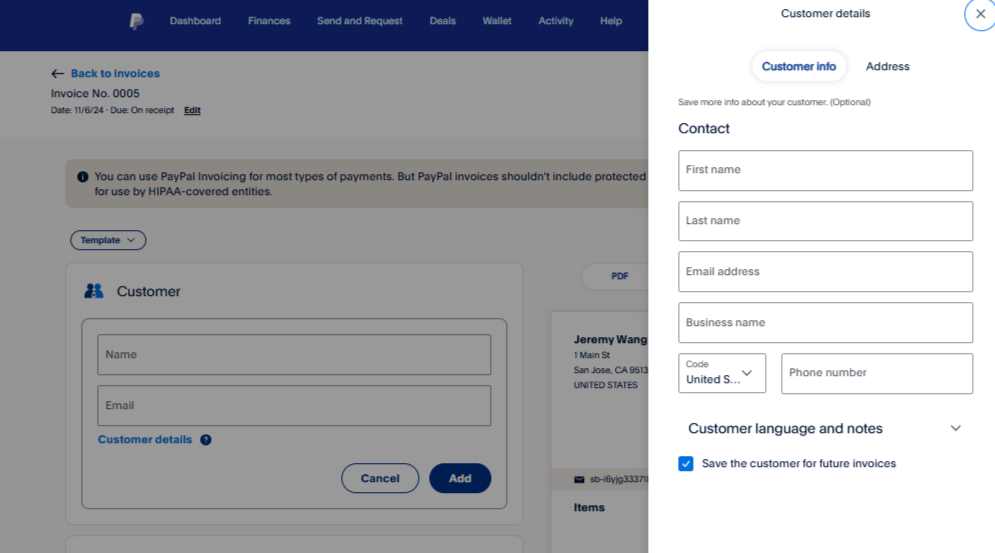 Dashboard
Finances
Send and Request
Deals
Wallet
Activity
Help
Back to Invoices
Invoice No. 0005
Date: 11/6/24 · Due: On receipt Edit
You can use PayPal Invoicing for most types of payments. But PayPal invoices shouldn't include protected
for use by HIPAA-covered entities.
Template
Customer
Name
Email
Customer details
Cancel
Add
PDF
Jeremy Wang
1 Main St
San Jose, CA 9513
UNITED STATES
Items
Customer details
Customer info
Address
Save more info about your customer. (Optional)
Contact
First name
Last name
Email address
Business name
Code
United S...
Phone number
Customer language and notes
Save the customer for future invoices